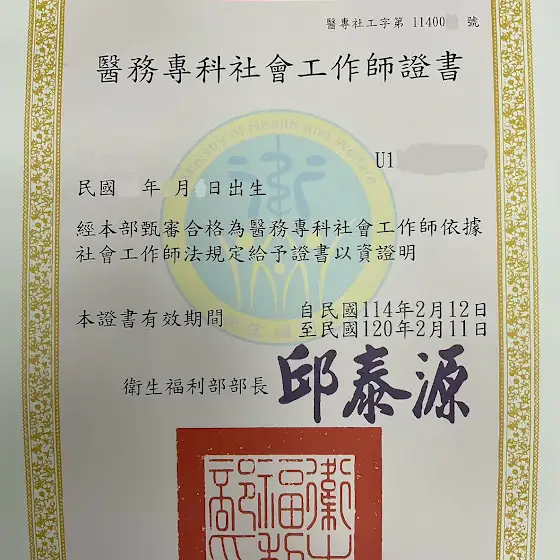 醫專社工字第 11400 號
醫務專科社會工作師證書
Ministry of Health and Welfare
U1
民國 年 月 日出生
經本部甄審合格為醫務專科社會工作師依據
社會工作師法規定給予證書以資證明
本證書有效期間
自民國114年2月12日
至民國120年2月11日
衛生福利部部長 邱泰源